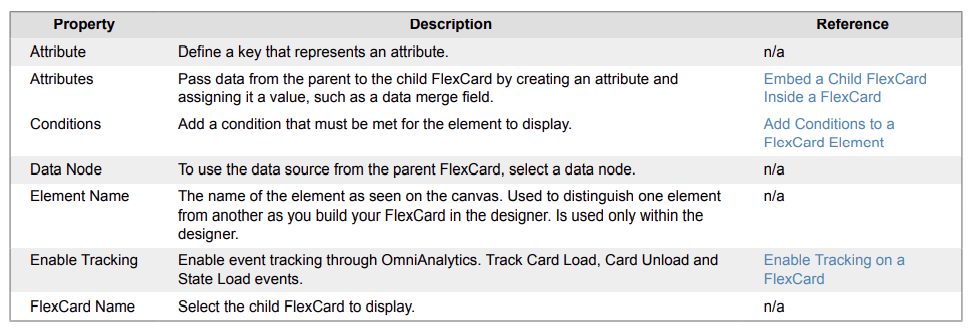 Property Description Reference
Attribute Define a key that represents an attribute. n/a
Attributes Pass data from the parent to the child FlexCard by creating an attribute and Embed a Child FlexCard
assigning it a value, such as a data merge field. Inside a FlexCard
Conditions Add a condition that must be met for the element to display. Add Conditions to a
FlexCard Element
Data Node To use the data source from the parent FlexCard, select a data node. n/a
Element Name The name of the element as seen on the canvas. Used to distinguish one element n/a
from another as you build your FlexCard in the designer. Is used only within the
designer.
Enable Tracking Enable event tracking through OmniAnalytics. Track Card Load, Card Unload and Enable Tracking on a
State Load events. FlexCard
FlexCard Name Select the child FlexCard to display. n/a